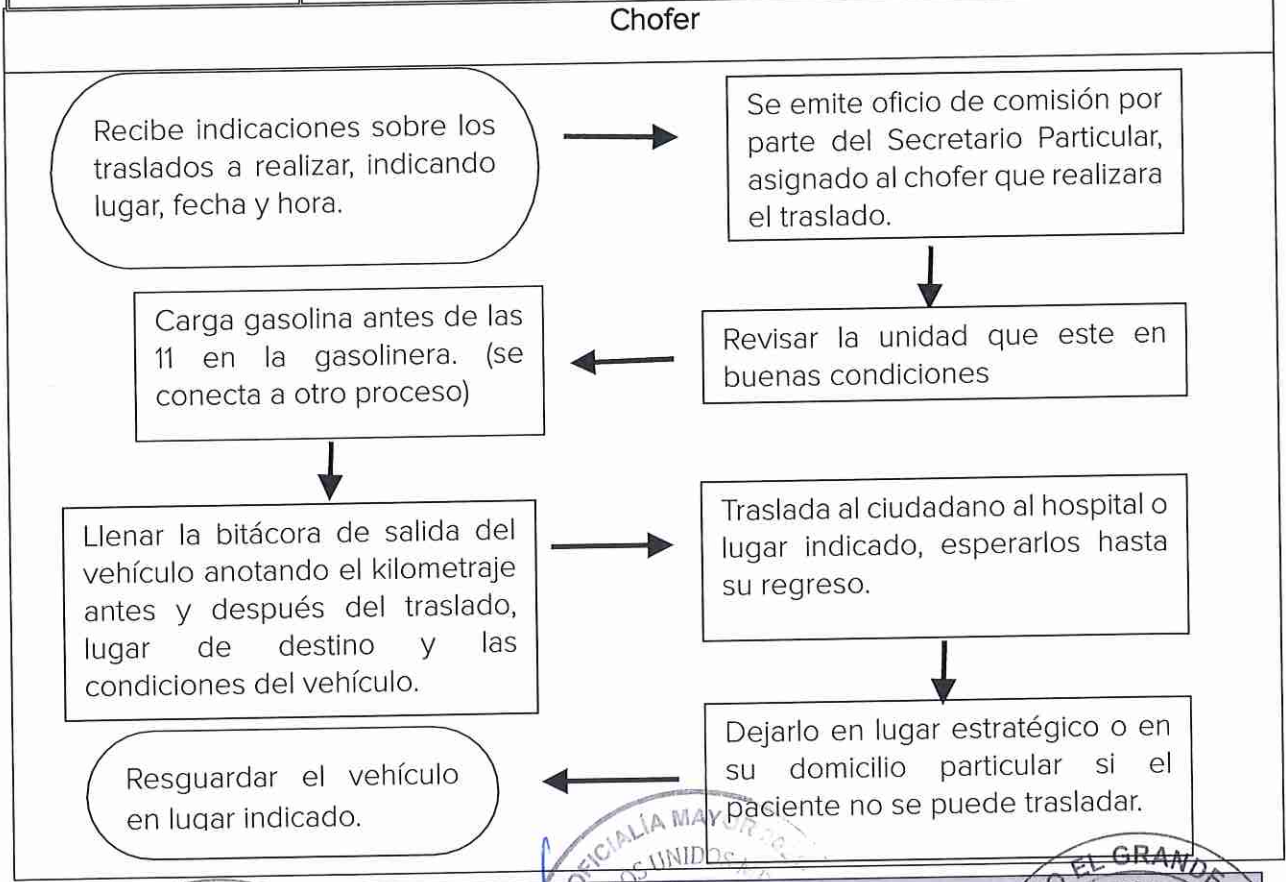 Chofer
Recibe indicaciones sobre los
traslados a realizar, indicando
lugar, fecha y hora.
Se emite oficio de comisión por
parte del Secretario Particular,
asignado al chofer que realizara
el traslado.
Revisar la unidad que este en
buenas condiciones
Carga gasolina antes de las
11 en la gasolinera. (se
conecta a otro proceso)
Llenar la bitácora de salida del
vehículo anotando el kilometraje
antes y después del traslado,
lugar de destino y las
condiciones del vehículo.
Traslada al ciudadano al hospital o
lugar indicado, esperarlos hasta
su regreso.
Dejarlo en lugar estratégico o en
su domicilio particular si el
paciente no se puede trasladar.
Resguardar el vehículo
en lugar indicado.
OFICIALÍA MAYOR
UNIDOS
EL GRANDE